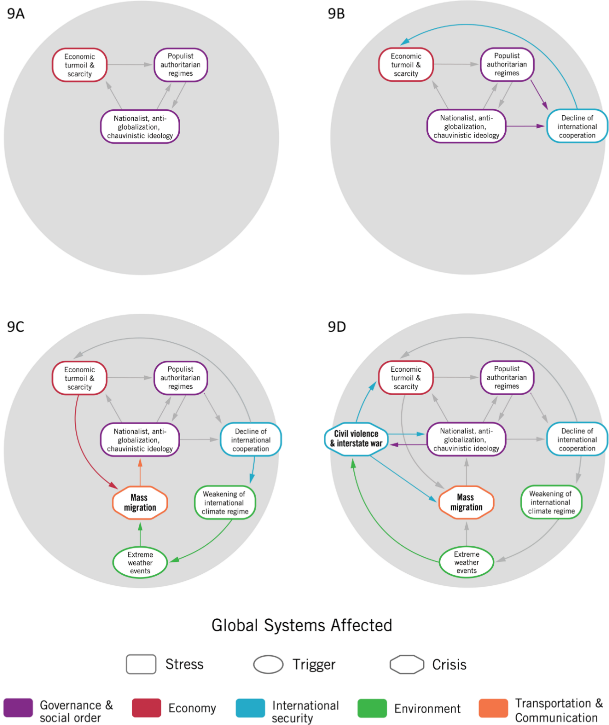 9A
Economic
turmoil &
scarcity
Populist
authoritarian
regimes
Nationalist, anti-
globalization,
chauvinistic ideology
9B
Economic
turmoil &
scarcity
Populist
authoritarian
regimes
Nationalist, anti-
globalization,
chauvinistic ideology
Decline of
international
cooperation
9C
Economic
turmoil &
scarcity
Populist
authoritarian
regimes
Nationalist, anti-
globalization,
chauvinistic ideology
Decline of
international
cooperation
Mass
migration
Weakening of
international
climate regime
Extreme
weather
events
9D
Economic
turmoil &
scarcity
Populist
authoritarian
regimes
Civil violence
& interstate war
Nationalist, anti-
globalization,
chauvinistic ideology
Decline of
international
cooperation
Mass
migration
Weakening of
international
climate regime
Extreme
weather
events
Global Systems Affected
Stress
Trigger
Crisis
Governance &
social order
Economy
International
security
Environment
Transportation &
Communication